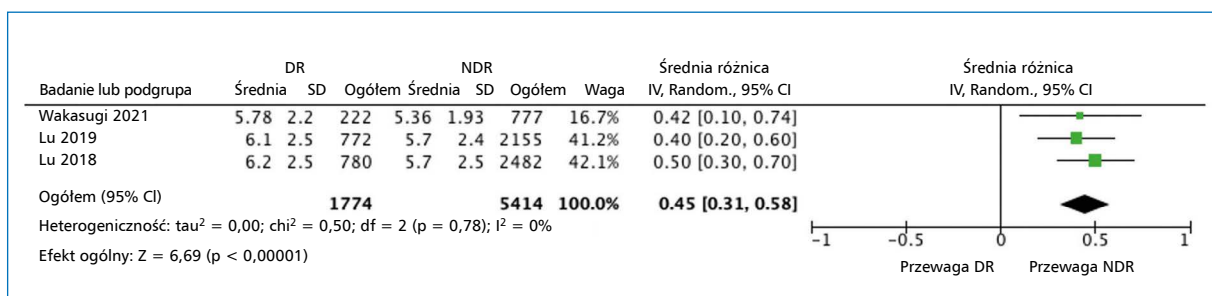 DR NDR Średnia różnica Średnia różnica
Badanie lub podgrupa Średnia SD Ogółem Średnia SD Ogółem Waga IV, Random., 95% CI IV, Random., 95% CI
Wakasugi 2021 5.78 2.2 222 5.36 1.93 777 16.7% 0.42 [0.10, 0.74]
Lu 2019 6.1 2.5 772 5.7 2.4 2155 41.2% 0.40 [0.20, 0.60]
Lu 2018 6.2 2.5 780 5.7 2.5 2482 42.1% 0.50 [0.30, 0.70]
Ogółem (95% CI) 1774 5414 100.0% 0.45 [0.31, 0.58]
Heterogeniczność: tau² = 0,00; chi² = 0,50; df = 2 (p = 0,78); I² = 0%
−1 −0.5 0 0.5 1
Efekt ogólny: Z = 6,69 (p < 0,00001)
Przewaga DR Przewaga NDR